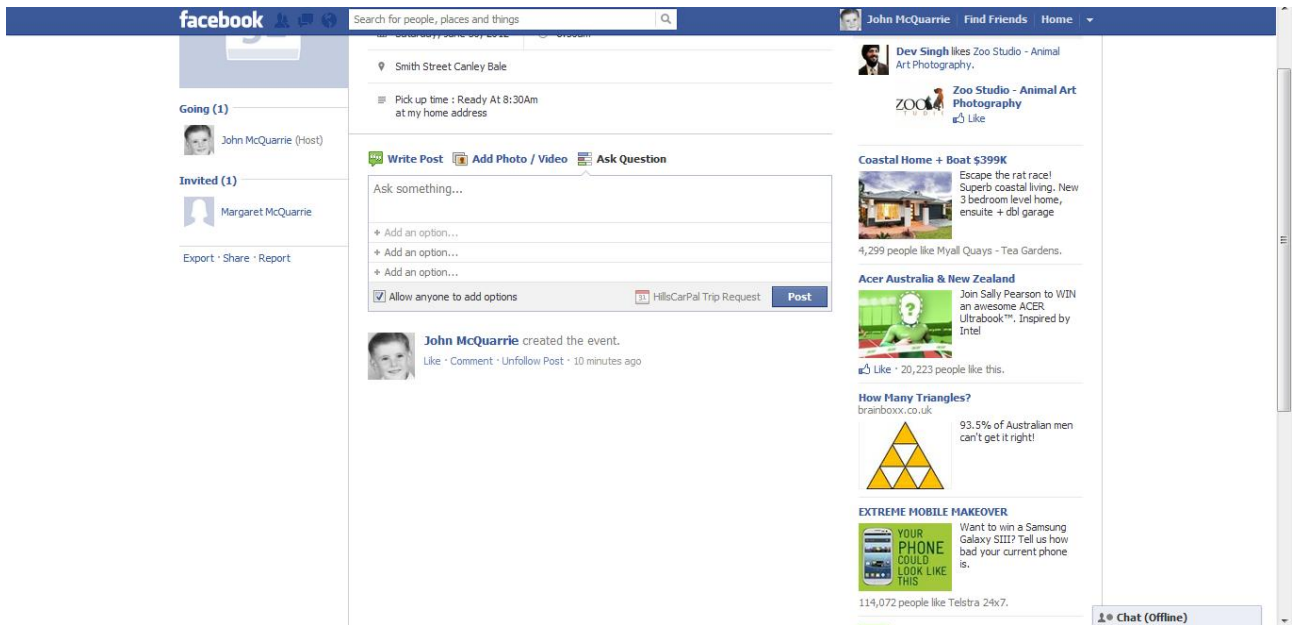 facebook
Search for people, places and things
John McQuarrie Find Friends Home
31
Saturday, June 30, 2012
Smith Street Canley Bale
Pick up time : Ready At 8:30Am
at my home address
Going (1)
John McQuarrie (Host)
Invited (1)
Margaret McQuarrie
Export · Share · Report
Write Post Add Photo / Video Ask Question
Ask something...
+ Add an option...
+ Add an option...
+ Add an option...
Allow anyone to add options
31 HillsCarPal Trip Request Post
John McQuarrie created the event.
Like · Comment · Unfollow Post · 10 minutes ago
Dev Singh likes Zoo Studio - Animal
Art Photography.
ZOO
Zoo Studio - Animal Art
Photography
Like
Coastal Home + Boat $399K
Escape the rat race!
Superb coastal living. New
3 bedroom level home,
ensuite + dbl garage
4,299 people like Myall Quays - Tea Gardens.
Acer Australia & New Zealand
?
Join Sally Pearson to WIN
an awesome ACER
Ultrabook™. Inspired by
Intel
Like · 20,223 people like this.
How Many Triangles?
brainboxx.co.uk
93.5% of Australian men
can't get it right!
EXTREME MOBILE MAKEOVER
YOUR
PHONE
COULD
LOOK LIKE
THIS
Want to win a Samsung
Galaxy SIII? Tell us how
bad your current phone
is.
114,072 people like Telstra 24x7.
Chat (Offline)